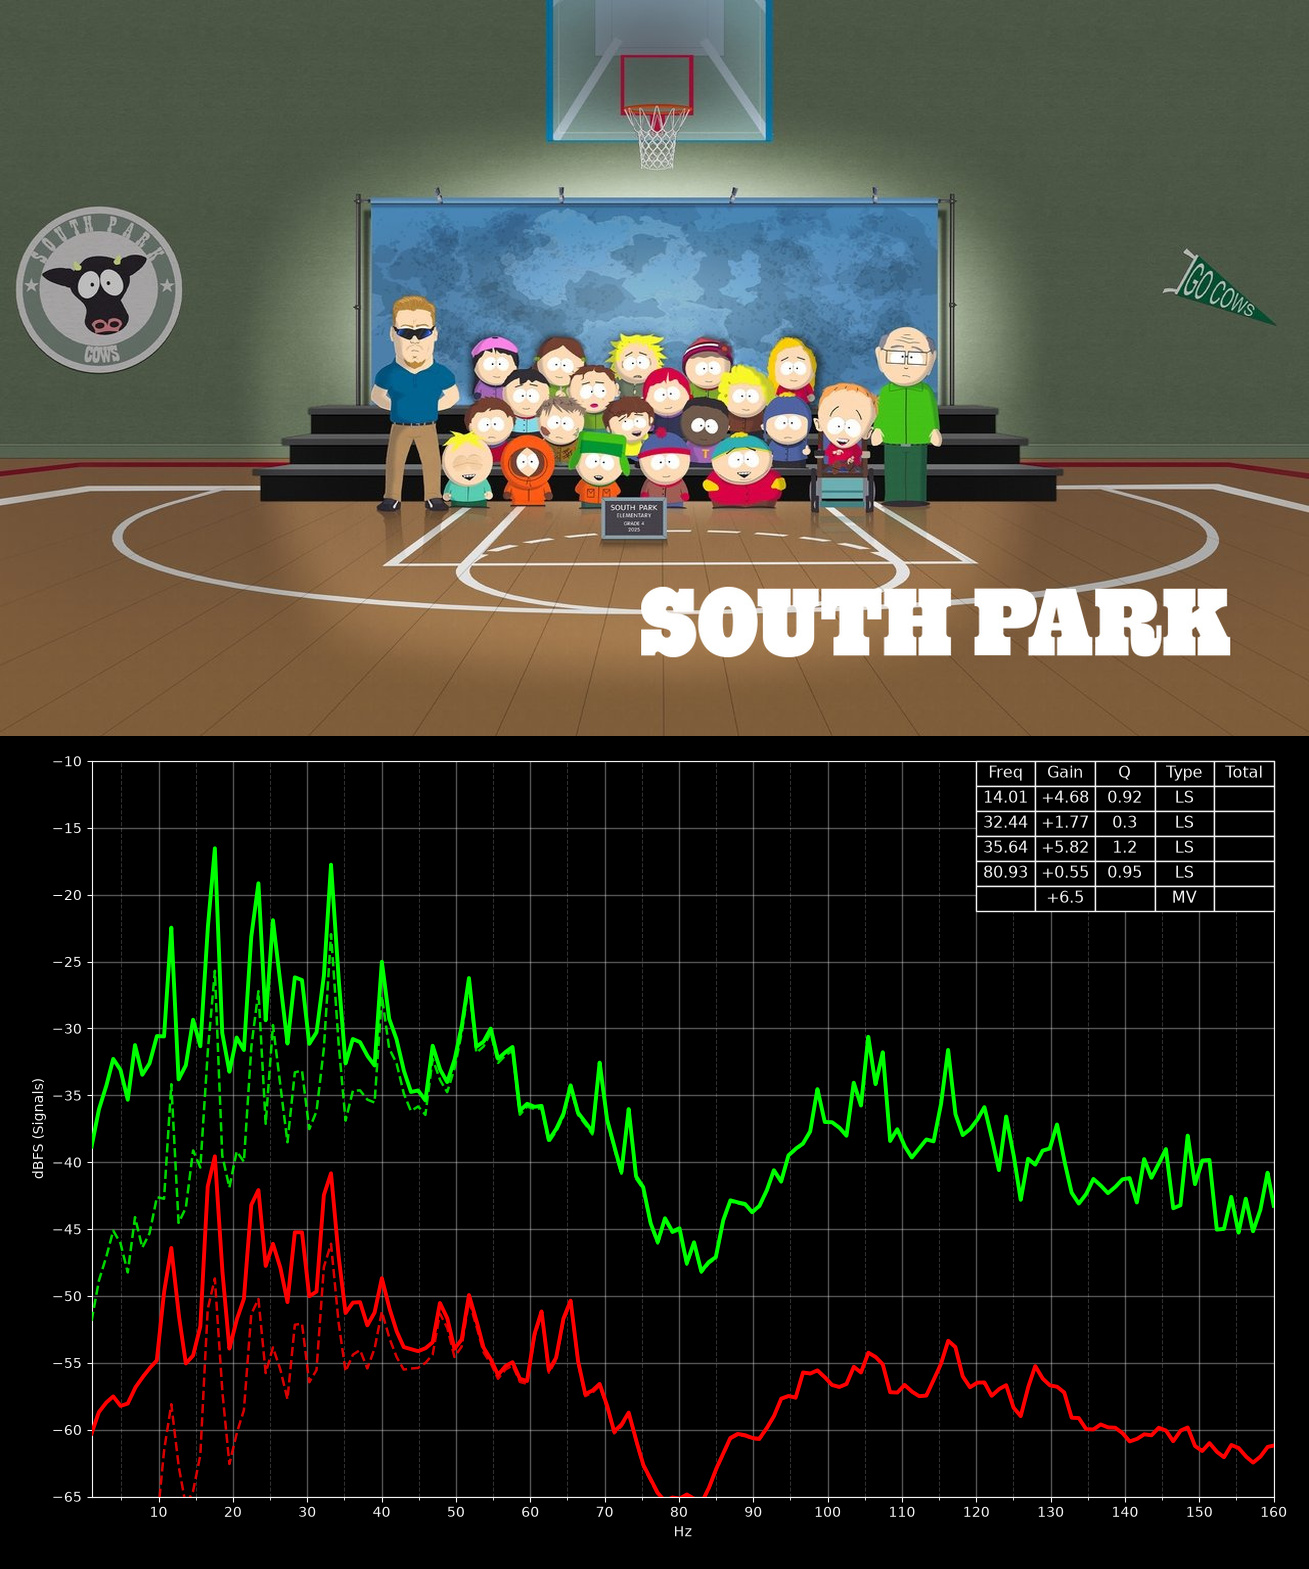 SOUTH PARK
COWS
GO COWS
SOUTH PARK
ELEMENTARY
GRADE 4
2025
SOUTH PARK
Freq Gain Q Type Total
14.01 +4.68 0.92 LS
32.44 +1.77 0.3 LS
35.64 +5.82 1.2 LS
80.93 +0.55 0.95 LS
+6.5 MV
−10
−15
−20
−25
−30
−35
−40
−45
−50
−55
−60
−65
dBFS (Signals)
10 20 30 40 50 60 70 80 90 100 110 120 130 140 150 160
Hz
T